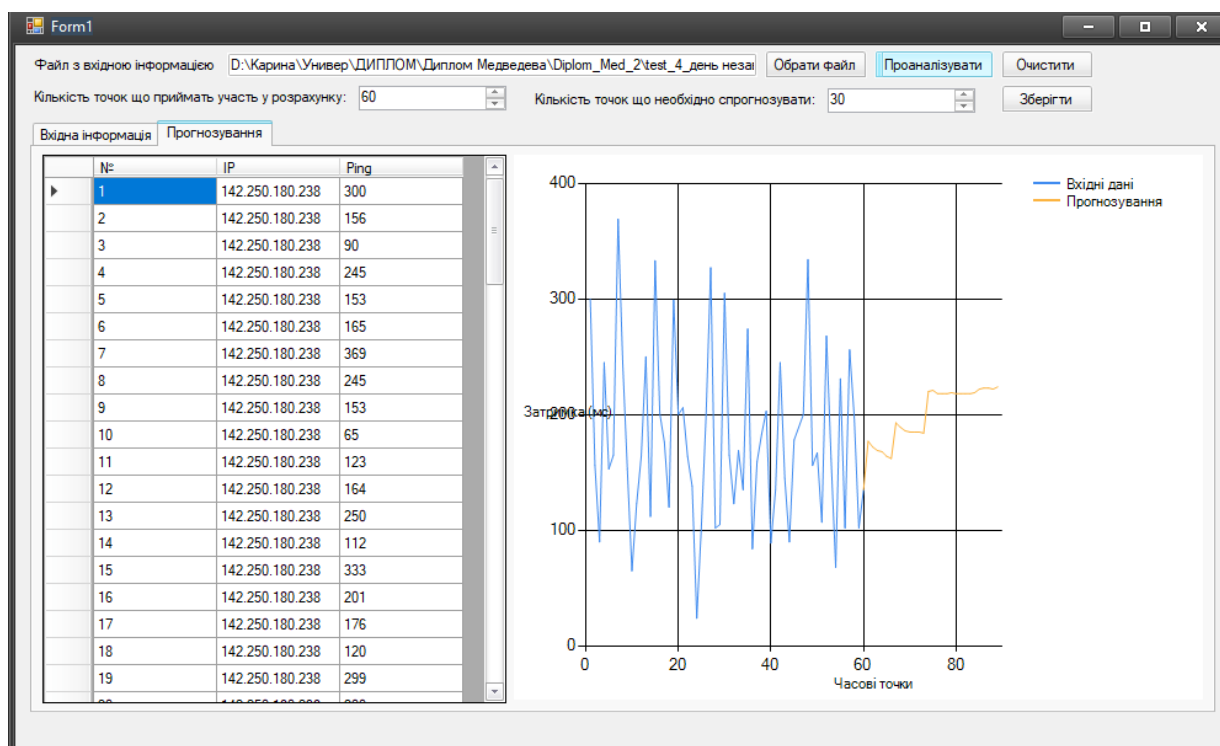 Form1
Файл з вхідною інформацією D:\Карина\Универ\ДИПЛОМ\Диплом Медведева\Diplom_Med_2\test_4_день неза Обрати файл Проаналізувати Очистити
Кількість точок що приймать участь у розрахунку: 60 Кількість точок що необхідно спрогнозувати: 30 Зберігти
Вхідна інформація Прогнозування
№ IP Ping
1 142.250.180.238 300
2 142.250.180.238 156
3 142.250.180.238 90
4 142.250.180.238 245
5 142.250.180.238 153
6 142.250.180.238 165
7 142.250.180.238 369
8 142.250.180.238 245
9 142.250.180.238 153
10 142.250.180.238 65
11 142.250.180.238 123
12 142.250.180.238 164
13 142.250.180.238 250
14 142.250.180.238 112
15 142.250.180.238 333
16 142.250.180.238 201
17 142.250.180.238 176
18 142.250.180.238 120
19 142.250.180.238 299
400
300
200
100
0
Затримка (мс)
0 20 40 60 80
Часові точки
Вхідні дані
Прогнозування